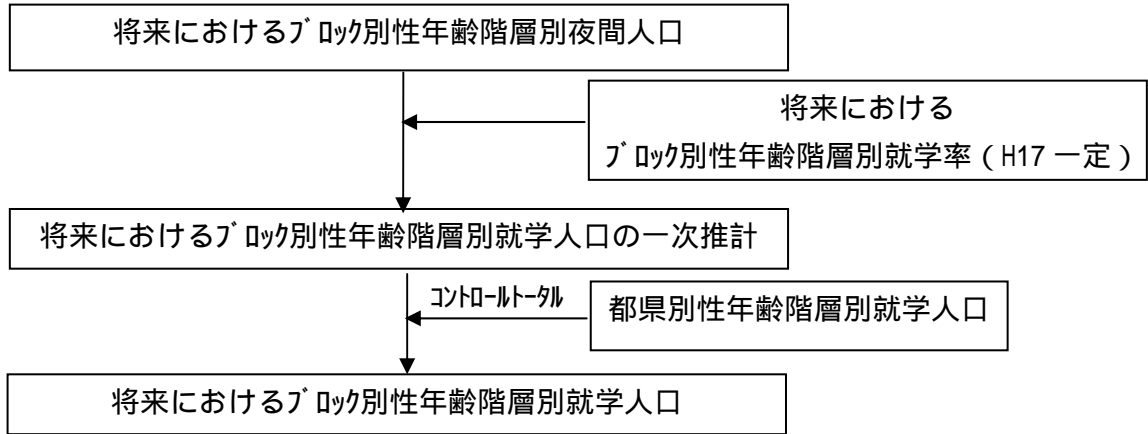 将来におけるﾌﾞﾛｯｸ別性年齢階層別夜間人口
将来における
ﾌﾞﾛｯｸ別性年齢階層別就学率（H17 一定）
将来におけるﾌﾞﾛｯｸ別性年齢階層別就学人口の一次推計
ｺﾝﾄﾛｰﾙﾄｰﾀﾙ
都県別性年齢階層別就学人口
将来におけるﾌﾞﾛｯｸ別性年齢階層別就学人口